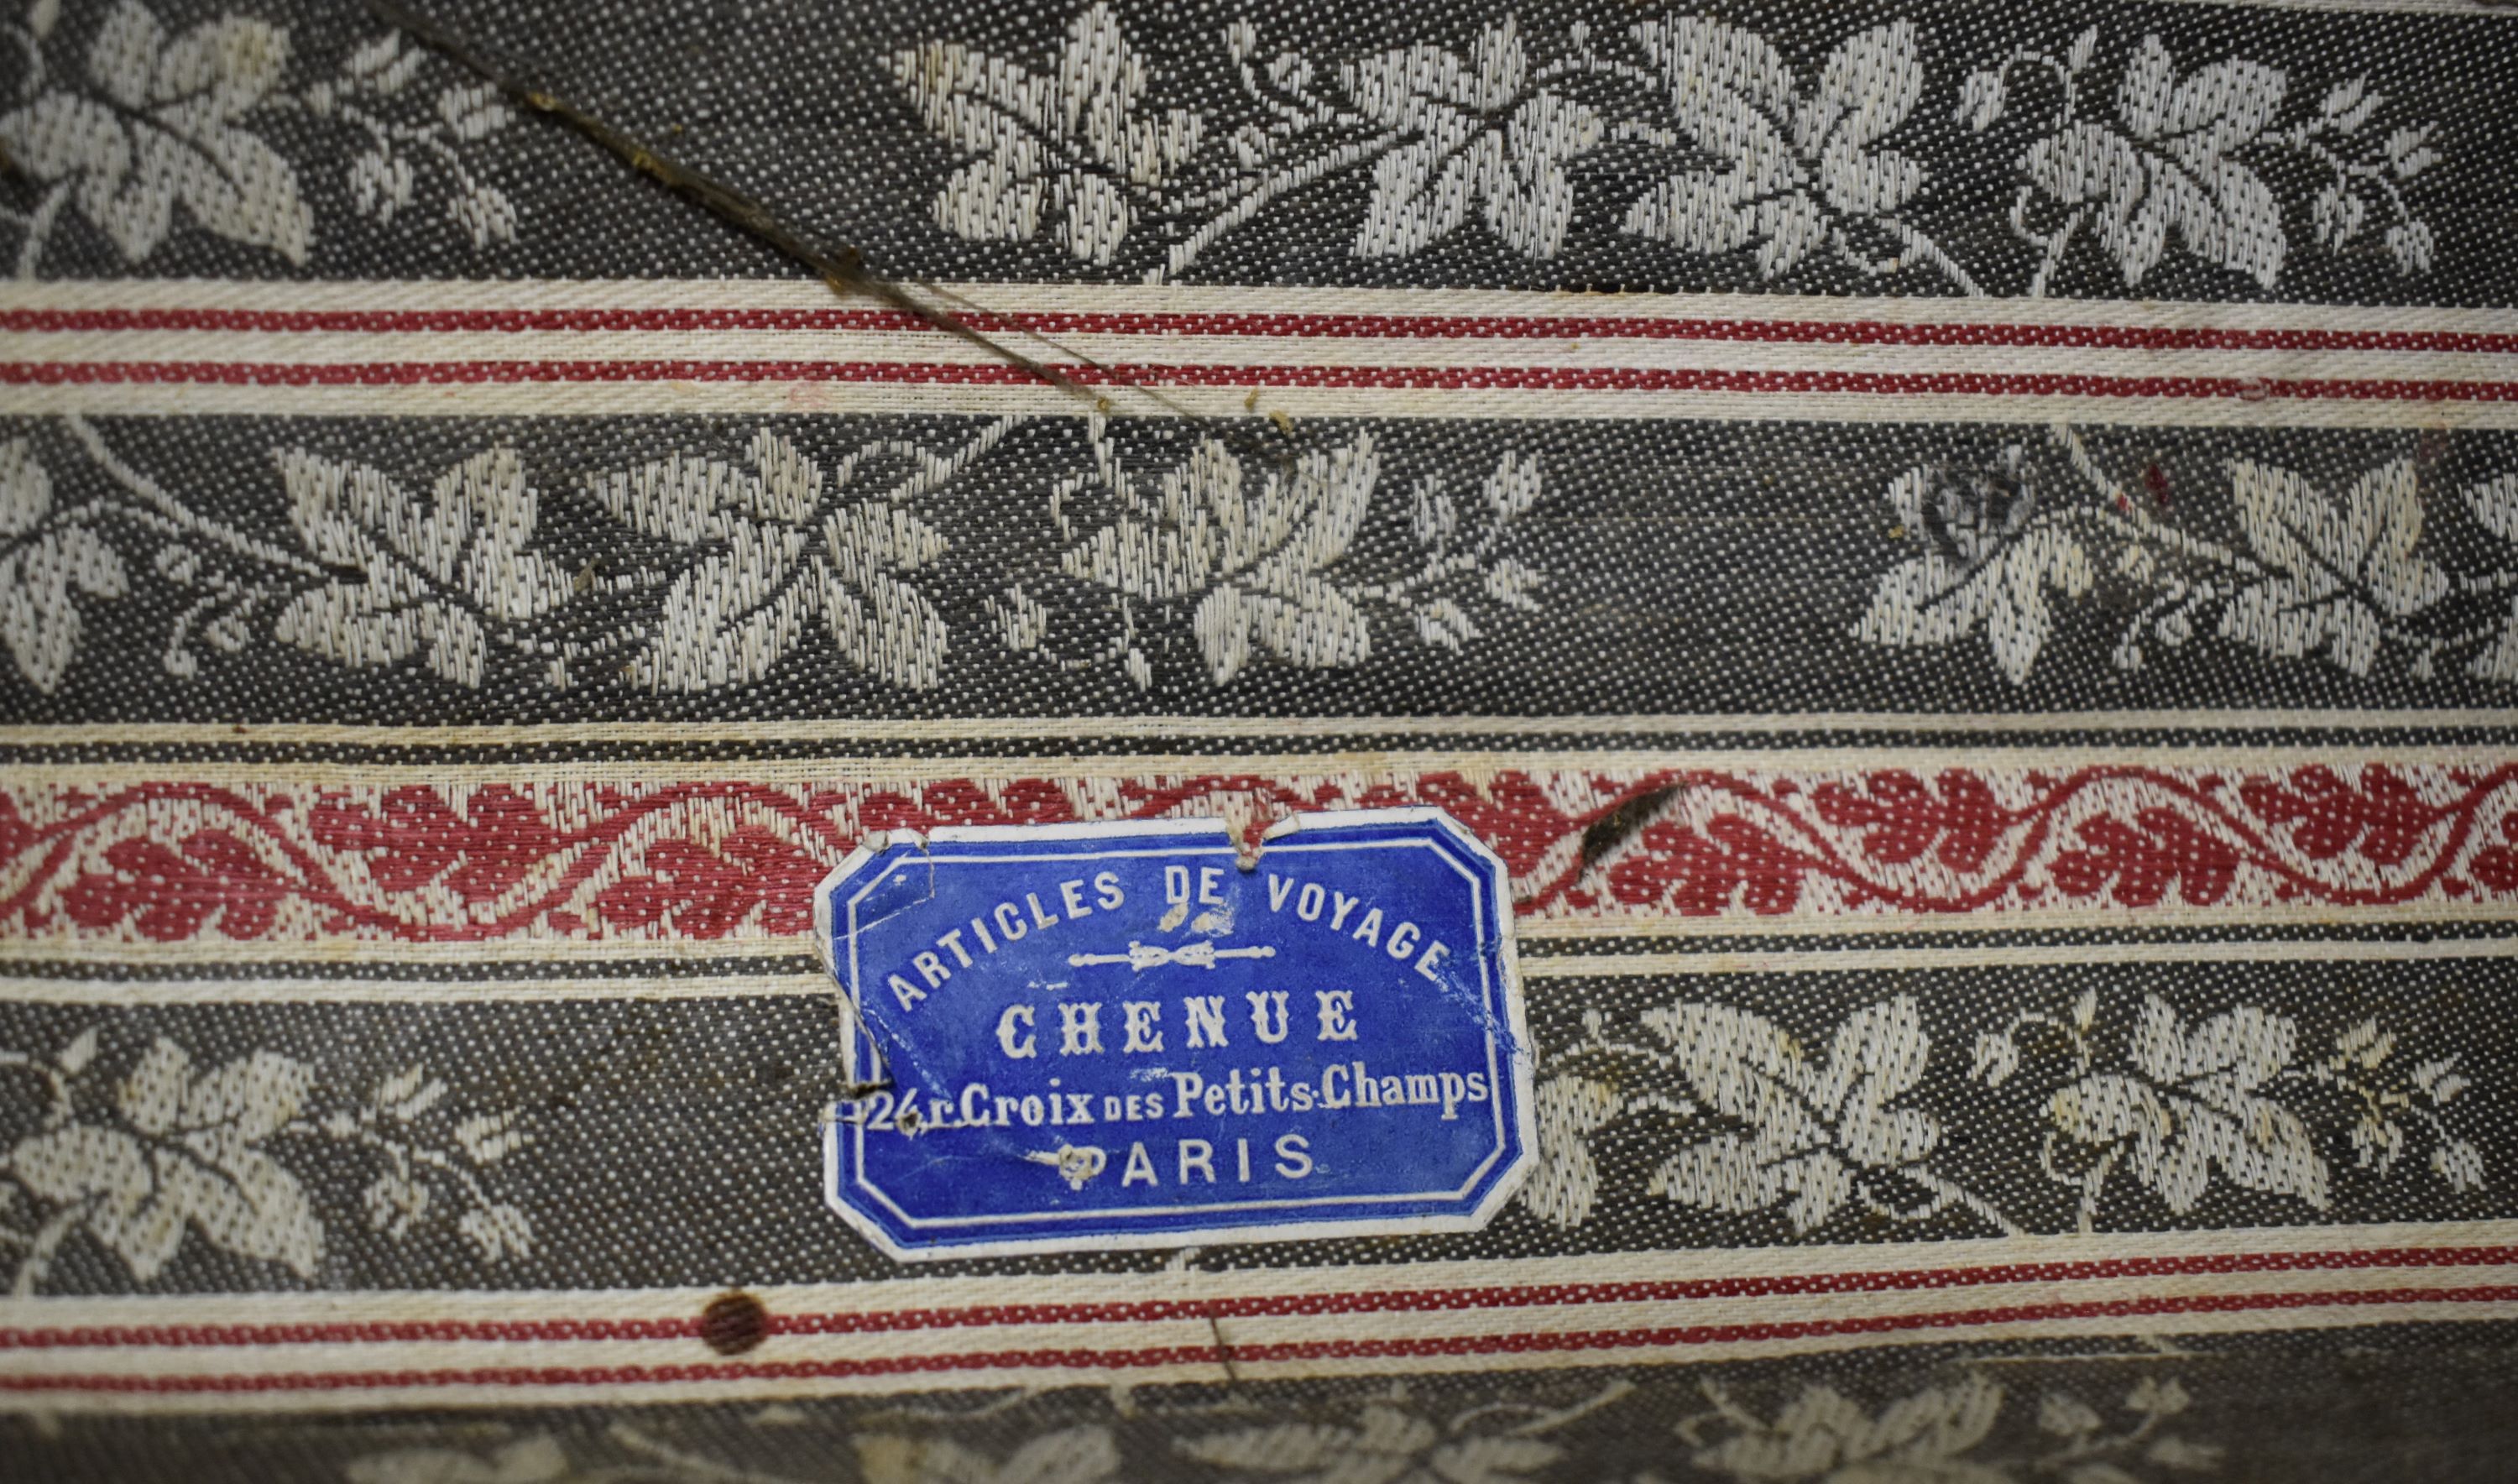 ARTICLES DE VOYAGE
CHENUE
24,r.Croix DES Petits-Champs
PARIS